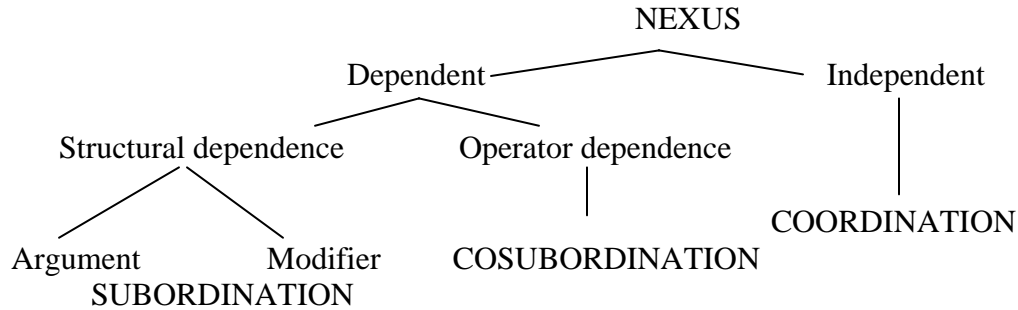 NEXUS
Dependent Independent
Structural dependence Operator dependence
COORDINATION
Argument Modifier COSUBORDINATION
SUBORDINATION